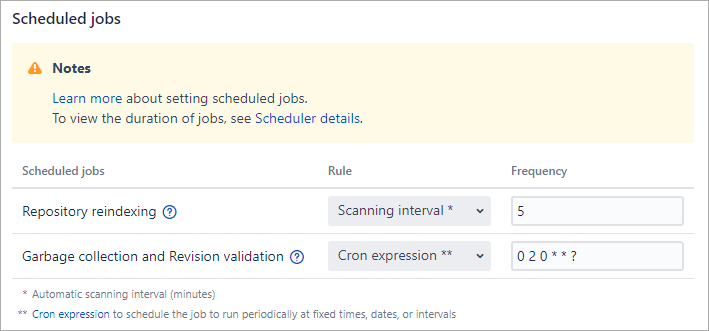 Scheduled jobs
Notes
Learn more about setting scheduled jobs.
To view the duration of jobs, see Scheduler details.
Scheduled jobs Rule Frequency
Repository reindexing ? Scanning interval * 5
Garbage collection and Revision validation ? Cron expression ** 0 2 0 * * ?
* Automatic scanning interval (minutes)
** Cron expression to schedule the job to run periodically at fixed times, dates, or intervals